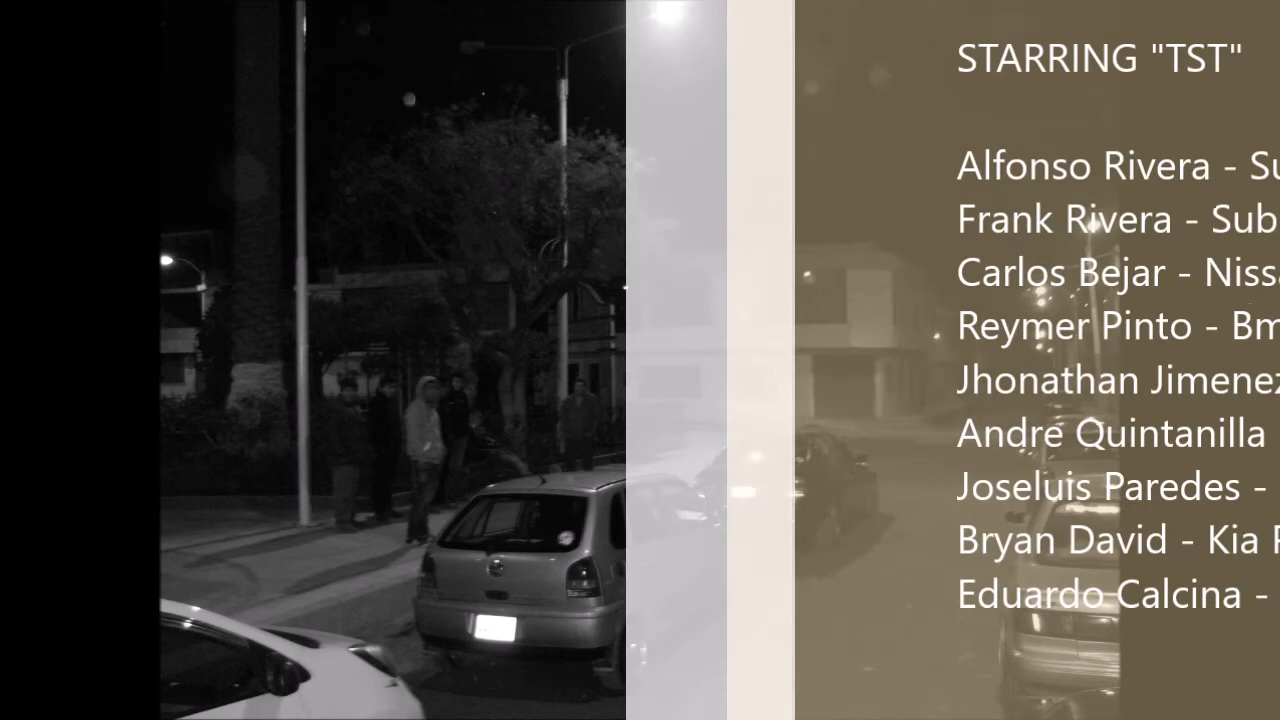 STARRING "TST"
Alfonso Rivera - Su
Frank Rivera - Sub
Carlos Bejar - Niss
Reymer Pinto - Bm
Jhonathan Jimenez
Andre Quintanilla
Joseluis Paredes -
Bryan David - Kia
Eduardo Calcina -